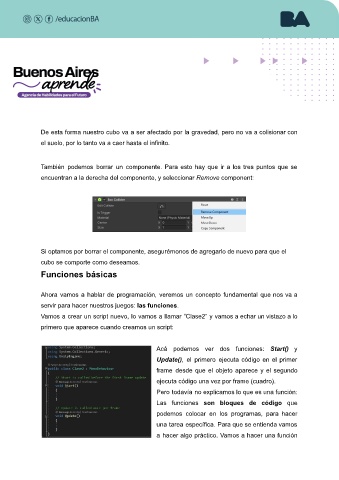 /educacionBA
BA
Buenos Aires
aprende
Agencia de Habilidades para el Futuro
De esta forma nuestro cubo va a ser afectado por la gravedad, pero no va a colisionar con
el suelo, por lo tanto va a caer hasta el infinito.
También podemos borrar un componente. Para esto hay que ir a los tres puntos que se
encuentran a la derecha del componente, y seleccionar Remove component:
Box Collider
Edit Collider
Is Trigger
Material
Center
Size
Reset
Remove Component
Move Up
Move Down
Copy Component
Si optamos por borrar el componente, asegurémonos de agregarlo de nuevo para que el
cubo se comporte como deseamos.
Funciones básicas
Ahora vamos a hablar de programación, veremos un concepto fundamental que nos va a
servir para hacer nuestros juegos: las funciones.
Vamos a crear un script nuevo, lo vamos a llamar "Clase2" y vamos a echar un vistazo a lo
primero que aparece cuando creamos un script:
using System.Collections;
using System.Collections.Generic;
using UnityEngine;
public class Clase2 : MonoBehaviour
{
// Start is called before the first frame update
void Start()
{
}
// Update is called once per frame
void Update()
{
}
}
Acá podemos ver dos funciones: Start() y
Update(), el primero ejecuta código en el primer
frame desde que el objeto aparece y el segundo
ejecuta código una vez por frame (cuadro).
Pero todavía no explicamos lo que es una función:
Las funciones son bloques de código que
podemos colocar en los programas, para hacer
una tarea específica. Para que se entienda vamos
a hacer algo práctico. Vamos a hacer una función